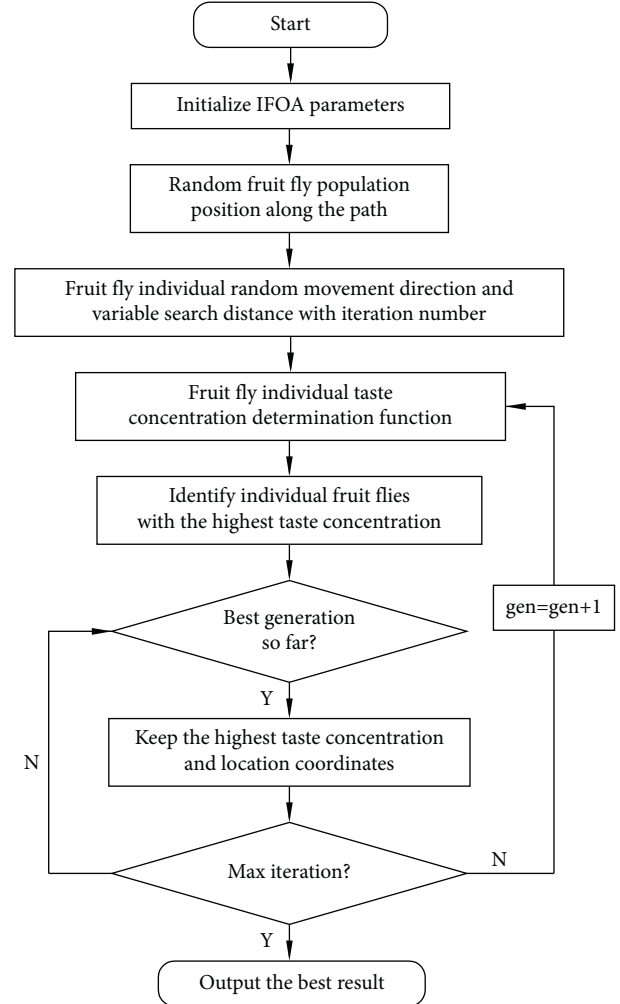 Start
Initialize IFOA parameters
Random fruit fly population
position along the path
Fruit fly individual random movement direction and
variable search distance with iteration number
Fruit fly individual taste
concentration determination function
Identify individual fruit flies
with the highest taste concentration
gen=gen+1
Best generation
so far?
Y
Keep the highest taste concentration
and location coordinates
N
Max iteration?
N
Y
Output the best result